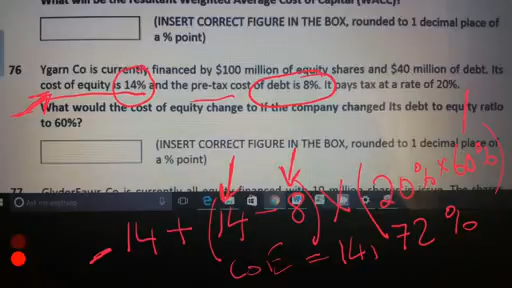 What will be the resultant Weighted Average Cost of Capital (WACC)?
(INSERT CORRECT FIGURE IN THE BOX, rounded to 1 decimal place of
a % point)
76 Ygarn Co is currently financed by $100 million of equity shares and $40 million of debt. Its
cost of equity is 14% and the pre-tax cost of debt is 8%. It pays tax at a rate of 20%.
What would the cost of equity change to if the company changed its debt to equity ratio
to 60%?
(INSERT CORRECT FIGURE IN THE BOX, rounded to 1 decimal place of
a % point)
77
14 + (14 - 8) × (20% × 60%)
COE = 14,72%